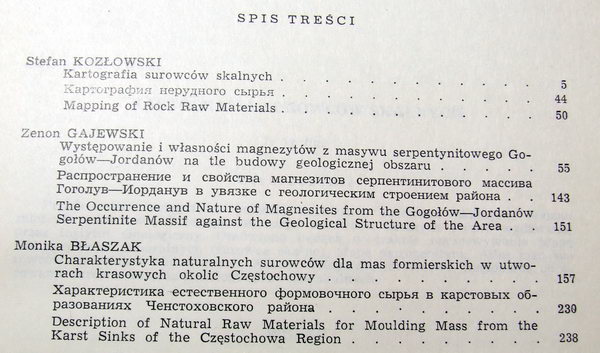 SPIS TREŚCI
Stefan KOZŁOWSKI
Kartografia surowców skalnych . . . . . . . . . . . 5
Картография нерудного сырья . . . . . . . . . . . 44
Mapping of Rock Raw Materials . . . . . . . . . . . 50
Zenon GAJEWSKI
Występowanie i własności magnezytów z masywu serpentynitowego Go-
gołów—Jordanów na tle budowy geologicznej obszaru . . . . 55
Распространение и свойства магнезитов серпентинитового массива
Гоголув—Иорданув в увязке с геологическим строением района . . 143
The Occurrence and Nature of Magnesites from the Gogołów—Jordanów
Serpentinite Massif against the Geological Structure of the Area . . 151
Monika BŁASZAK
Charakterystyka naturalnych surowców dla mas formierskich w utwo-
rach krasowych okolic Częstochowy . . . . . . . . 157
Характеристика естественного формовочного сырья в карстовых об-
разованиях Ченстоховского района . . . . . . . . 230
Description of Natural Raw Materials for Moulding Mass from the
Karst Sinks of the Częstochowa Region . . . . . . . 238